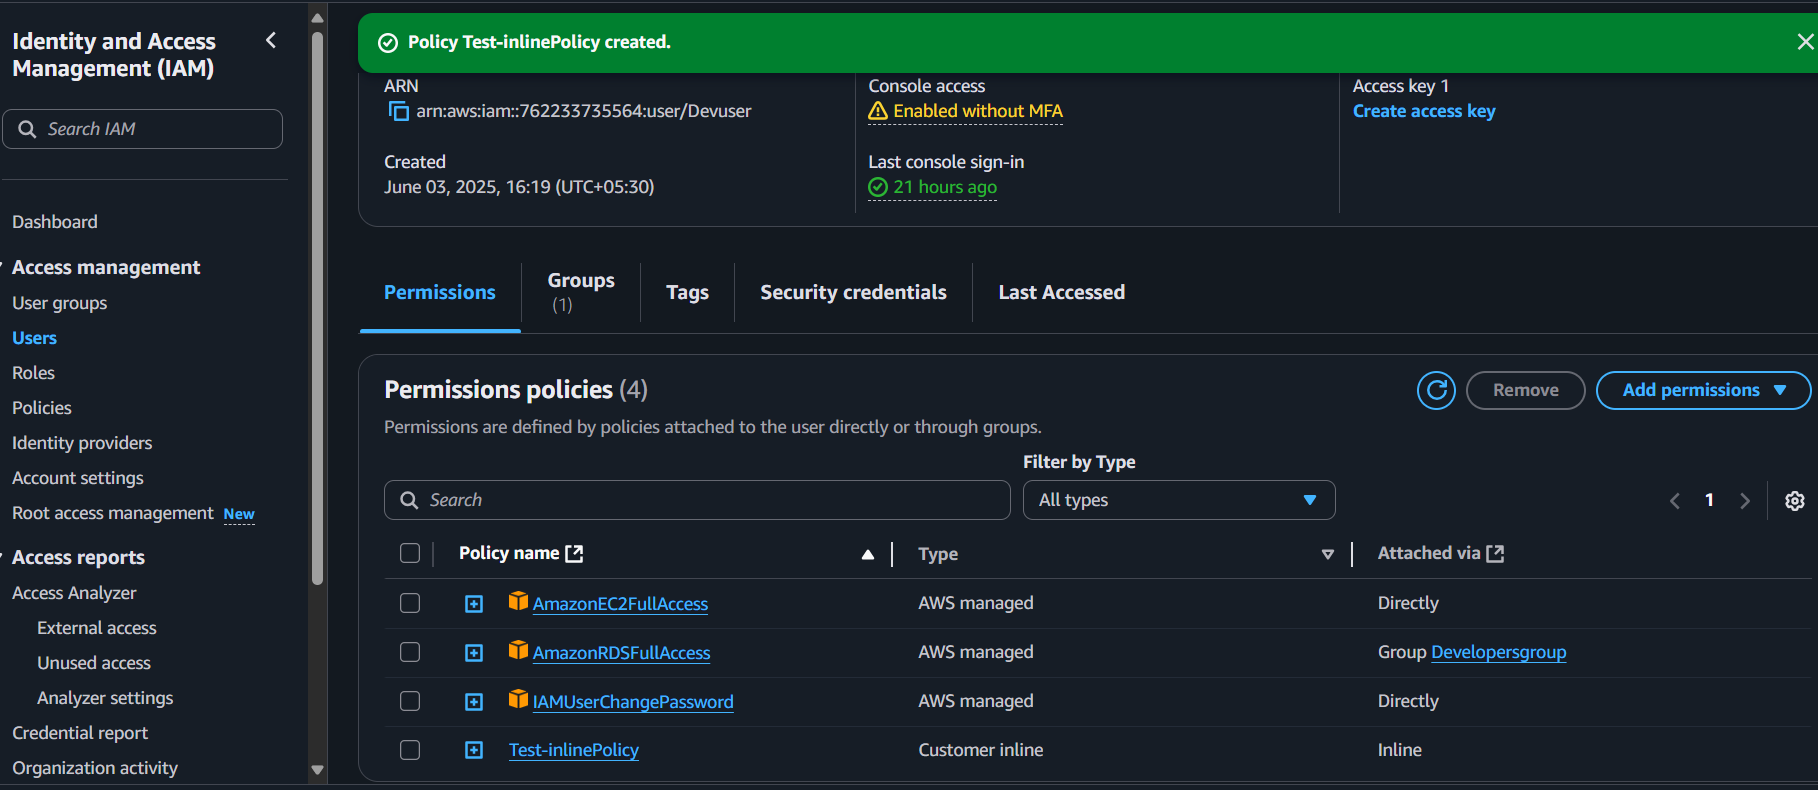 Identity and Access
Management (IAM)
Search IAM
Dashboard
Access management
User groups
Users
Roles
Policies
Identity providers
Account settings
Root access management New
Access reports
Access Analyzer
External access
Unused access
Analyzer settings
Credential report
Organization activity
Policy Test-inlinePolicy created.
ARN
arn:aws:iam::762233735564:user/Devuser
Console access
Enabled without MFA
Access key 1
Create access key
Created
June 03, 2025, 16:19 (UTC+05:30)
Last console sign-in
21 hours ago
Permissions
Groups
(1)
Tags
Security credentials
Last Accessed
Permissions policies (4)
Remove
Add permissions
Permissions are defined by policies attached to the user directly or through groups.
Filter by Type
Search
All types
1
Policy name Type Attached via
AmazonEC2FullAccess AWS managed Directly
AmazonRDSFullAccess AWS managed Group Developersgroup
IAMUserChangePassword AWS managed Directly
Test-inlinePolicy Customer inline Inline